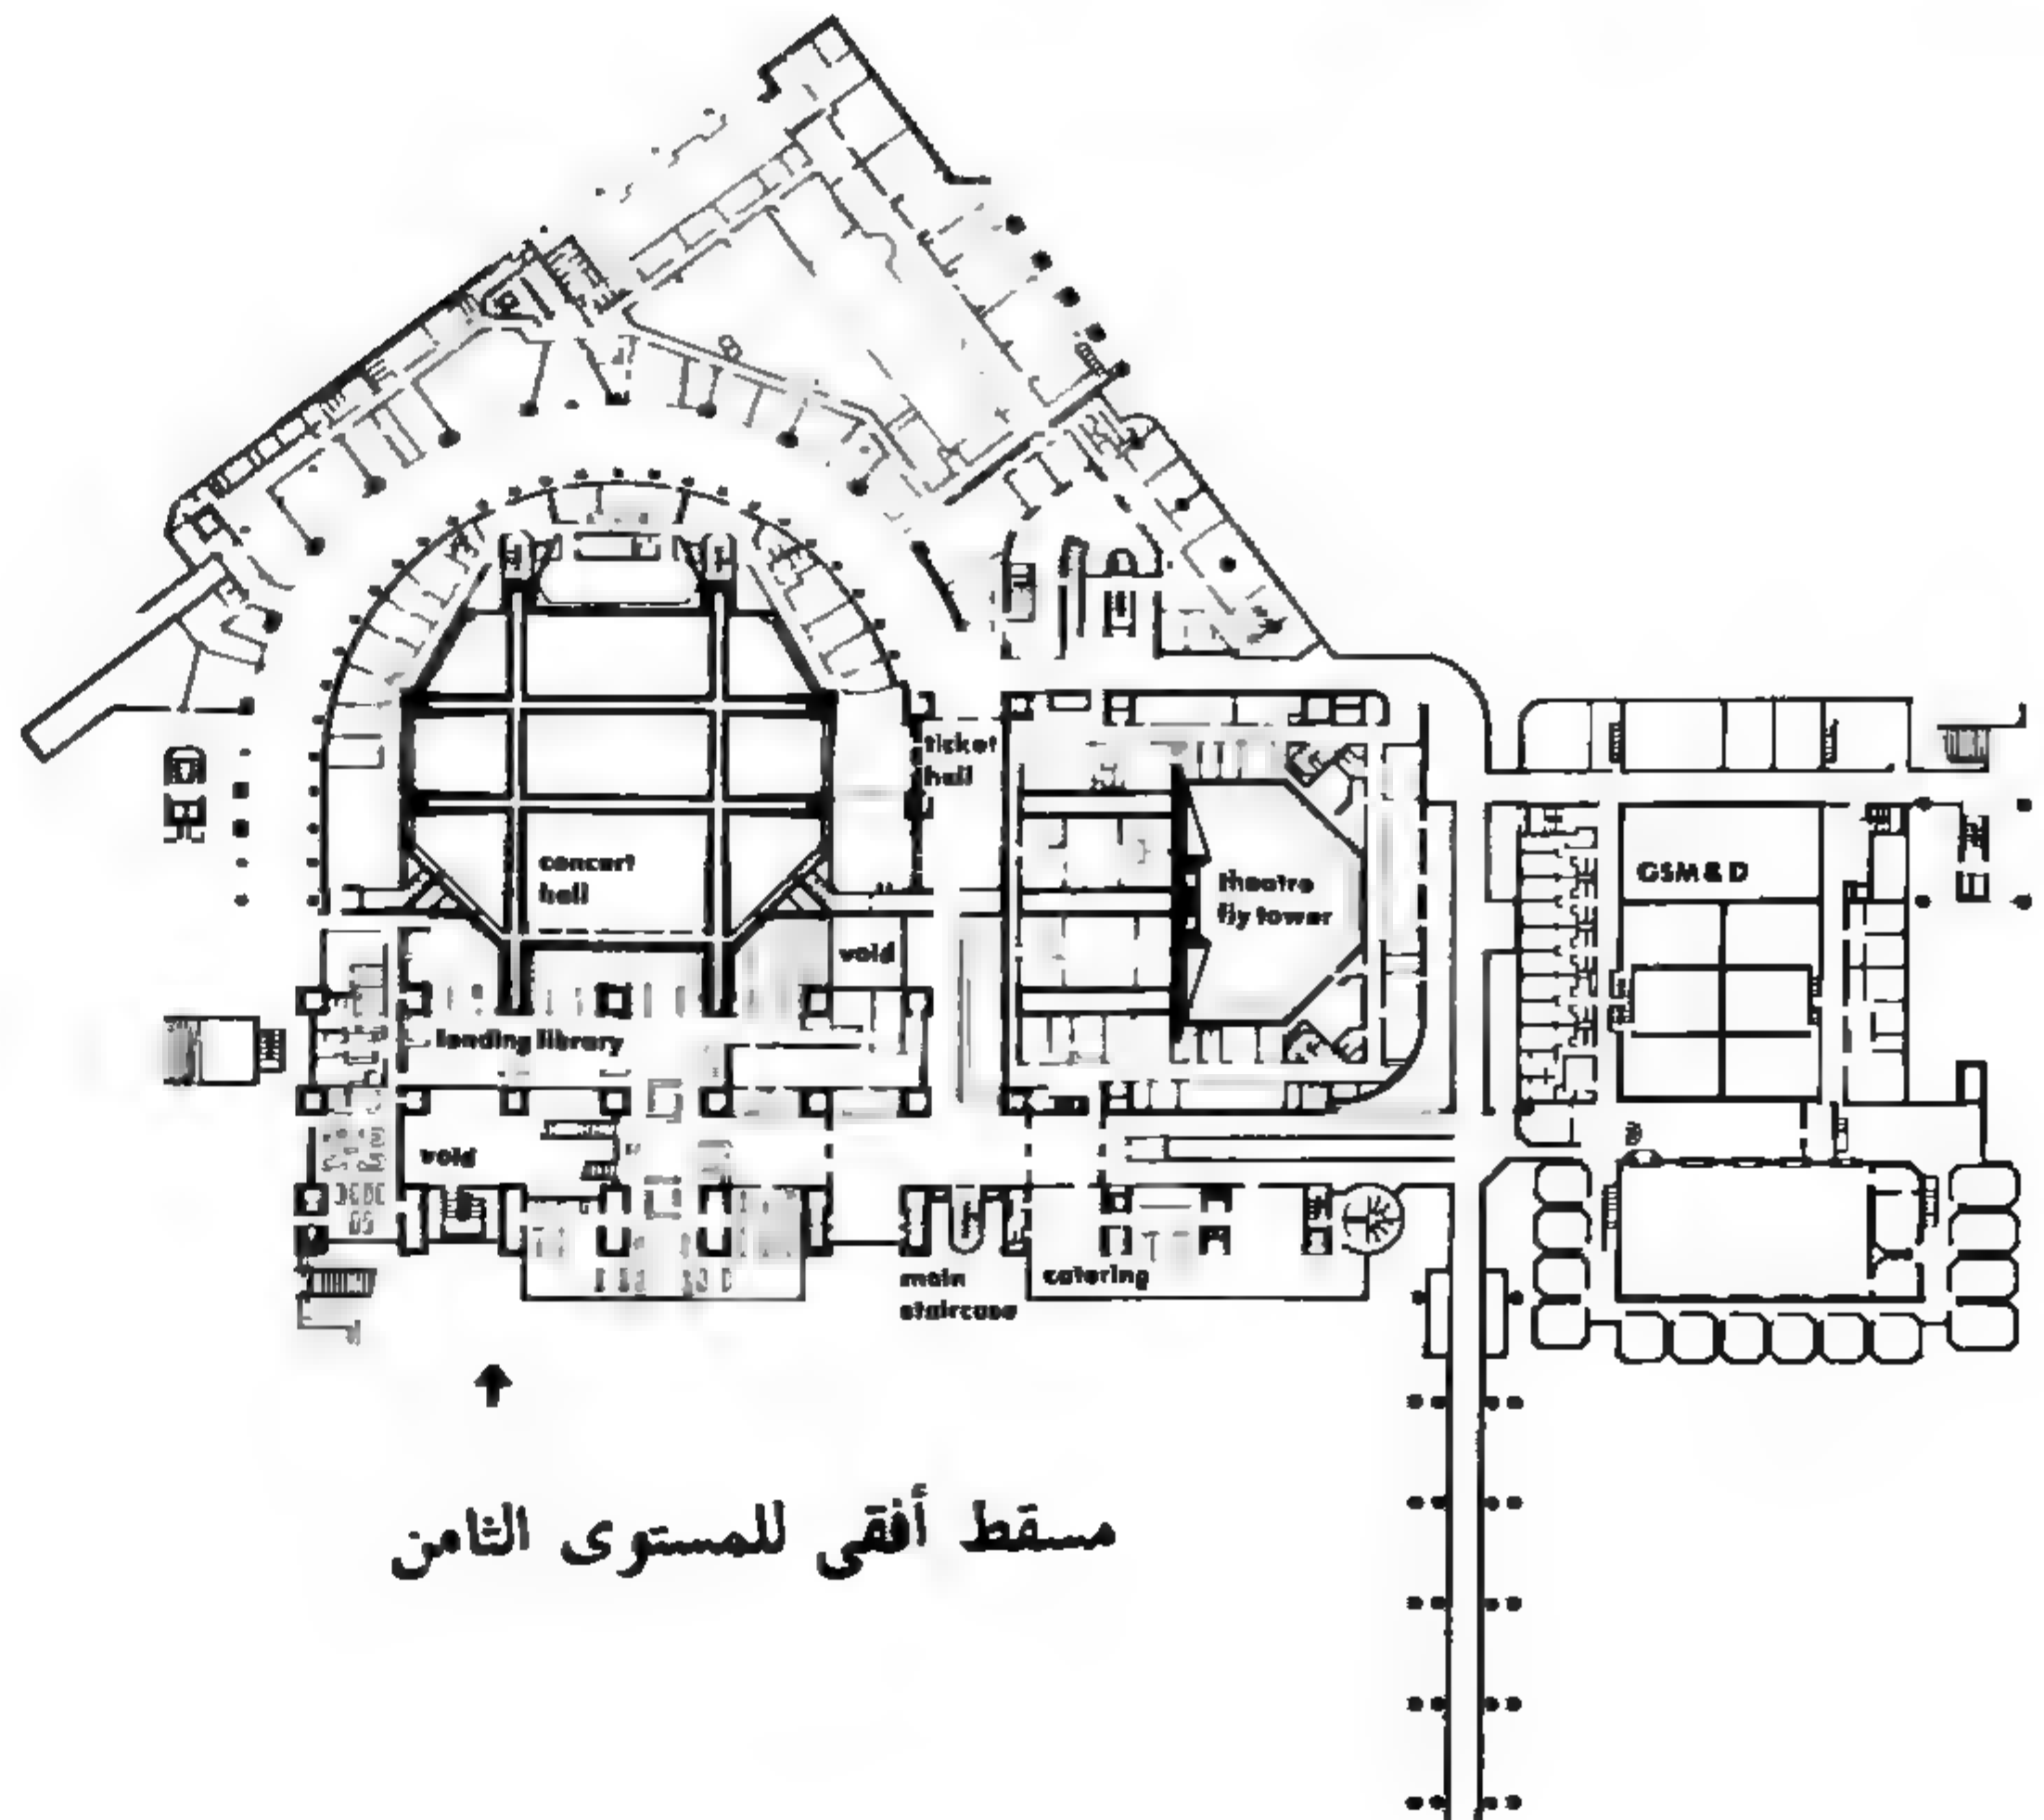 ticket
hall
concert
hall
theatre
fly tower
GSM & D
void
lending library
void
main
staircase
catering
مسقط أفقى للمستوى الثامن